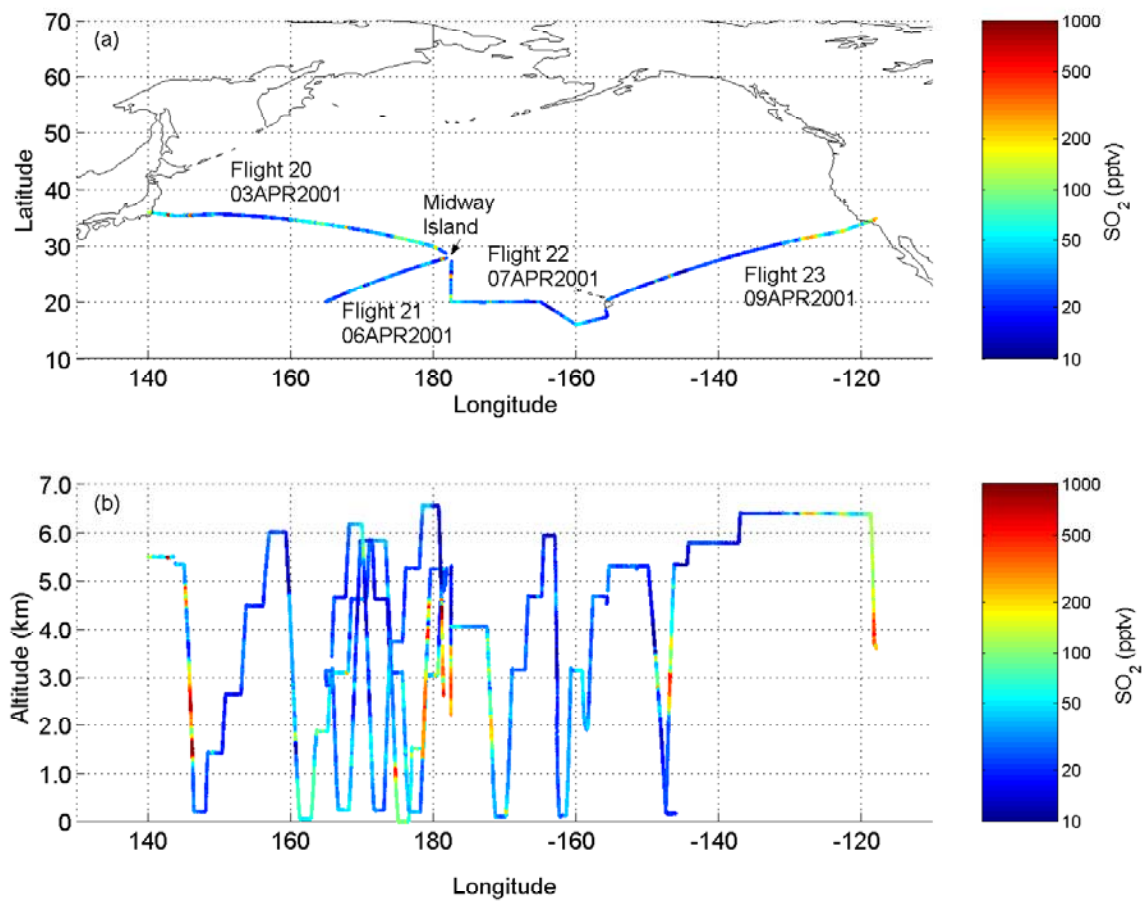 (a)
70
60
50
40
30
20
10
Latitude
Flight 20
03APR2001
Midway
Island
Flight 22
07APR2001
Flight 21
06APR2001
Flight 23
09APR2001
140 160 180 -160 -140 -120
Longitude
1000
500
200
100
50
20
10
SO2 (pptv)
(b)
7.0
6.0
5.0
4.0
3.0
2.0
1.0
0
Altitude (km)
140 160 180 -160 -140 -120
Longitude
1000
500
200
100
50
20
10
SO2 (pptv)